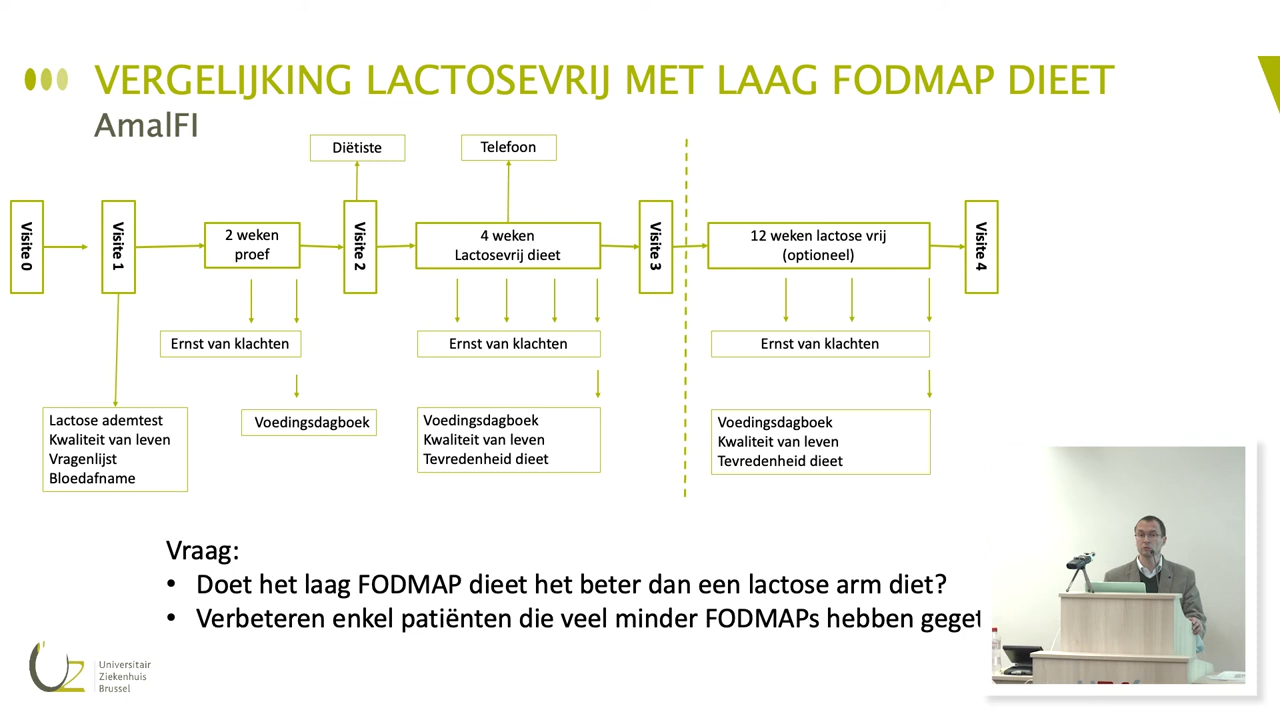 VERGELIJKING LACTOSEVRIJ MET LAAG FODMAP DIEET
AmalFI
Diëtiste
Telefoon
Visite 0
Visite 1
2 weken
proef
Visite 2
4 weken
Lactosevrij dieet
Visite 3
12 weken lactose vrij
(optioneel)
Visite 4
Ernst van klachten
Ernst van klachten
Ernst van klachten
Lactose ademtest
Kwaliteit van leven
Vragenlijst
Bloedafname
Voedingsdagboek
Voedingsdagboek
Kwaliteit van leven
Tevredenheid dieet
Voedingsdagboek
Kwaliteit van leven
Tevredenheid dieet
Vraag:
• Doet het laag FODMAP dieet het beter dan een lactose arm diet?
• Verbeteren enkel patiënten die veel minder FODMAPs hebben
Universitair
Ziekenhuis
Brussel